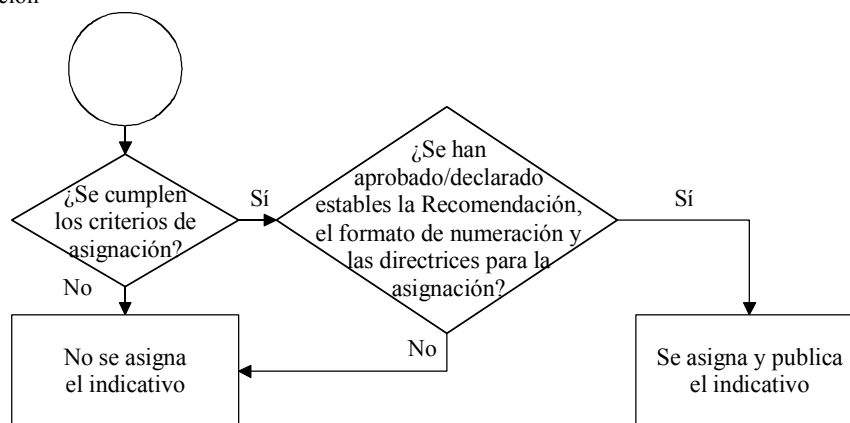 ¿Se cumplen
los criterios de
asignación?
Sí
No
¿Se han
aprobado/declarado
estables la Recomendación,
el formato de numeración y
las directrices para la
asignación?
Sí
No
No se asigna
el indicativo
Se asigna y publica
el indicativo